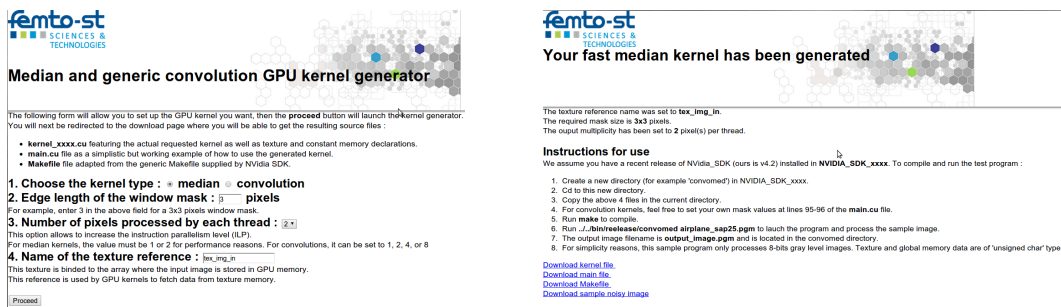 femto-st
SCIENCES &
TECHNOLOGIES
Median and generic convolution GPU kernel generator
The following form will allow you to set up the GPU kernel you want, then the proceed button will launch the kernel generator.
You will next be redirected to the download page where you will be able to get the resulting source files :
• kernel_xxxx.cu featuring the actual requested kernel as well as texture and constant memory declarations.
• main.cu file as a simplistic but working example of how to use the generated kernel.
• Makefile file adapted from the generic Makefile supplied by NVidia SDK.
1. Choose the kernel type : median convolution
2. Edge length of the window mask : 3 pixels
For example, enter 3 in the above field for a 3x3 pixels window mask.
3. Number of pixels processed by each thread : 2
This option allows to increase the instruction parallelism level (ILP).
For median kernels, the value must be 1 or 2 for performance reasons. For convolutions, it can be set to 1, 2, 4, or 8
4. Name of the texture reference : tex_img_in
This texture is binded to the array where the input image is stored in GPU memory.
This reference is used by GPU kernels to fetch data from texture memory.
Proceed
femto-st
SCIENCES &
TECHNOLOGIES
Your fast median kernel has been generated
The texture reference name was set to tex_img_in.
The required mask size is 3x3 pixels.
The ouput multiplicity has been set to 2 pixel(s) per thread.
Instructions for use
We assume you have a recent release of NVidia_SDK (ours is v4.2) installed in NVIDIA_SDK_xxxx. To compile and run the test program :
1. Create a new directory (for example 'convomed') in NVIDIA_SDK_xxxx.
2. Cd to this new directory.
3. Copy the above 4 files in the current directory.
4. For convolution kernels, feel free to set your own mask values at lines 95-96 of the main.cu file.
5. Run make to compile.
6. Run ../../bin/reelease/convomed airplane_sap25.pgm to lauch the program and process the sample image.
7. The output image filename is output_image.pgm and is located in the convomed directory.
8. For simplicity reasons, this sample program only processes 8-bits gray level images. Texture and global memory data are of 'unsigned char' type
Download kernel file
Download main file
Download Makefile
Download sample noisy image